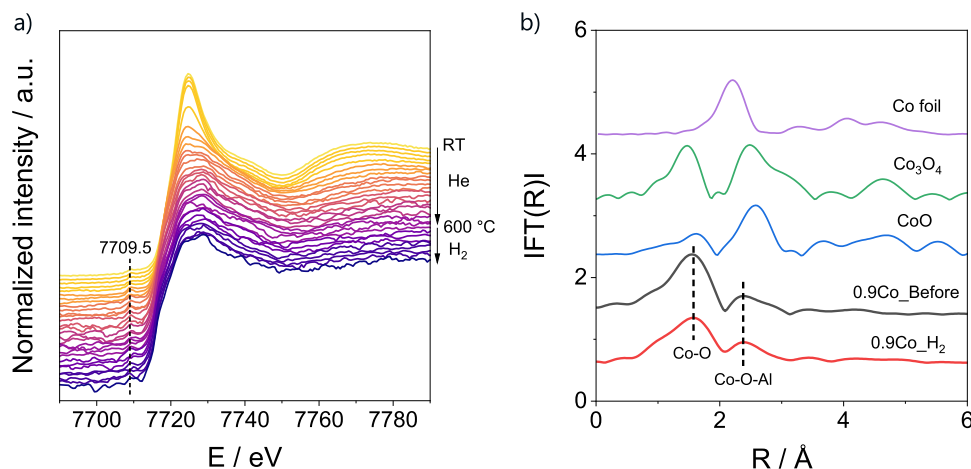 a)
Normalized intensity / a.u.
7709.5
RT
He
600 °C
H₂
7700 7720 7740 7760 7780
E / eV
b)
|FT(R)|
6
4
2
0
Co foil
Co₃O₄
CoO
0.9Co_Before
0.9Co_H₂
Co-O
Co-O-Al
0 2 4 6
R / Å